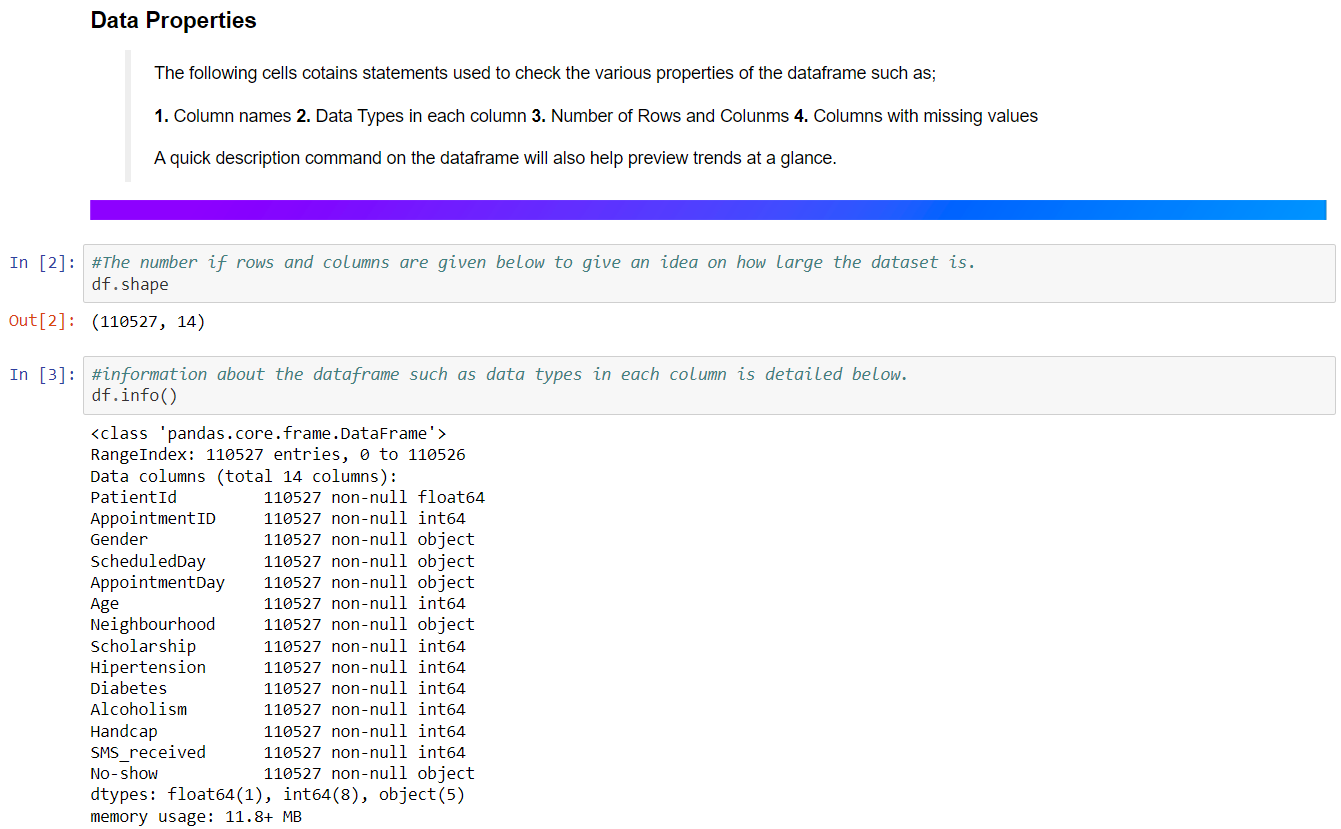 Data Properties
The following cells cotains statements used to check the various properties of the dataframe such as;
1. Column names 2. Data Types in each column 3. Number of Rows and Colunms 4. Columns with missing values
A quick description command on the dataframe will also help preview trends at a glance.
In [2]: #The number if rows and columns are given below to give an idea on how large the dataset is.
df.shape
Out[2]: (110527, 14)
In [3]: #information about the dataframe such as data types in each column is detailed below.
df.info()
<class 'pandas.core.frame.DataFrame'>
RangeIndex: 110527 entries, 0 to 110526
Data columns (total 14 columns):
PatientId         110527 non-null float64
AppointmentID     110527 non-null int64
Gender            110527 non-null object
ScheduledDay      110527 non-null object
AppointmentDay    110527 non-null object
Age               110527 non-null int64
Neighbourhood     110527 non-null object
Scholarship       110527 non-null int64
Hipertension      110527 non-null int64
Diabetes          110527 non-null int64
Alcoholism        110527 non-null int64
Handcap           110527 non-null int64
SMS_received      110527 non-null int64
No-show           110527 non-null object
dtypes: float64(1), int64(8), object(5)
memory usage: 11.8+ MB